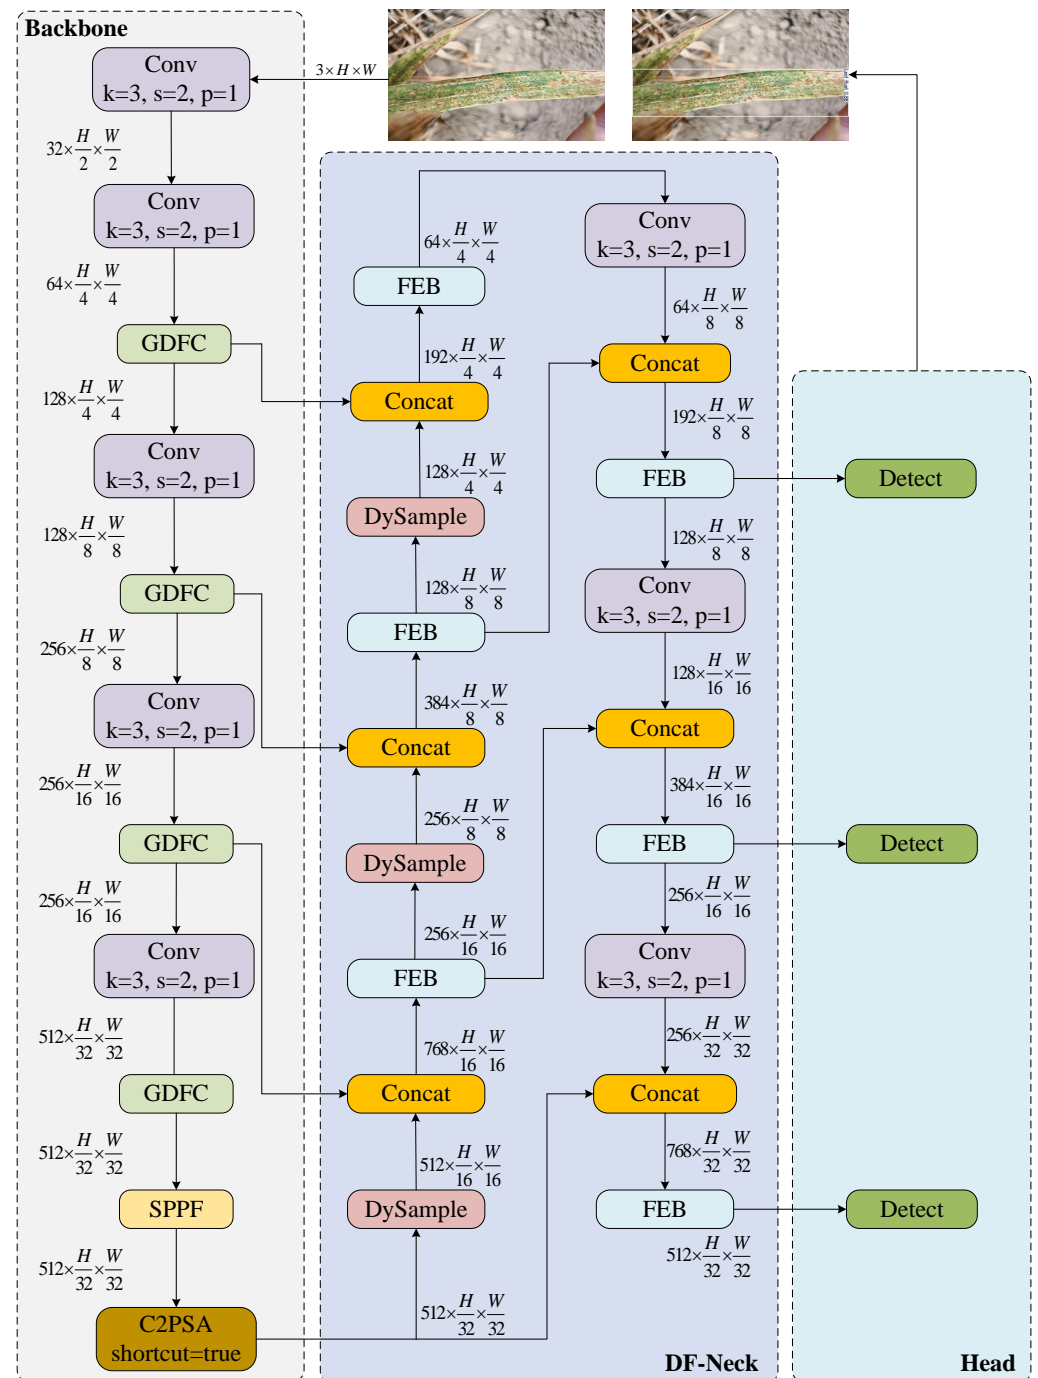 Backbone
Conv
k=3, s=2, p=1
3×H×W
32×H/2×W/2
Conv
k=3, s=2, p=1
64×H/4×W/4
GDFC
128×H/4×W/4
Conv
k=3, s=2, p=1
128×H/8×W/8
GDFC
256×H/8×W/8
Conv
k=3, s=2, p=1
256×H/16×W/16
GDFC
256×H/16×W/16
Conv
k=3, s=2, p=1
512×H/32×W/32
GDFC
512×H/32×W/32
SPPF
512×H/32×W/32
C2PSA
shortcut=true
64×H/4×W/4
FEB
192×H/4×W/4
Concat
128×H/4×W/4
DySample
128×H/8×W/8
FEB
384×H/8×W/8
Concat
256×H/8×W/8
DySample
256×H/16×W/16
FEB
768×H/16×W/16
Concat
512×H/16×W/16
DySample
512×H/32×W/32
Conv
k=3, s=2, p=1
64×H/8×W/8
Concat
192×H/8×W/8
FEB
128×H/8×W/8
Conv
k=3, s=2, p=1
128×H/16×W/16
Concat
384×H/16×W/16
FEB
256×H/16×W/16
Conv
k=3, s=2, p=1
256×H/32×W/32
Concat
768×H/32×W/32
FEB
512×H/32×W/32
DF-Neck
Detect
Detect
Detect
Head